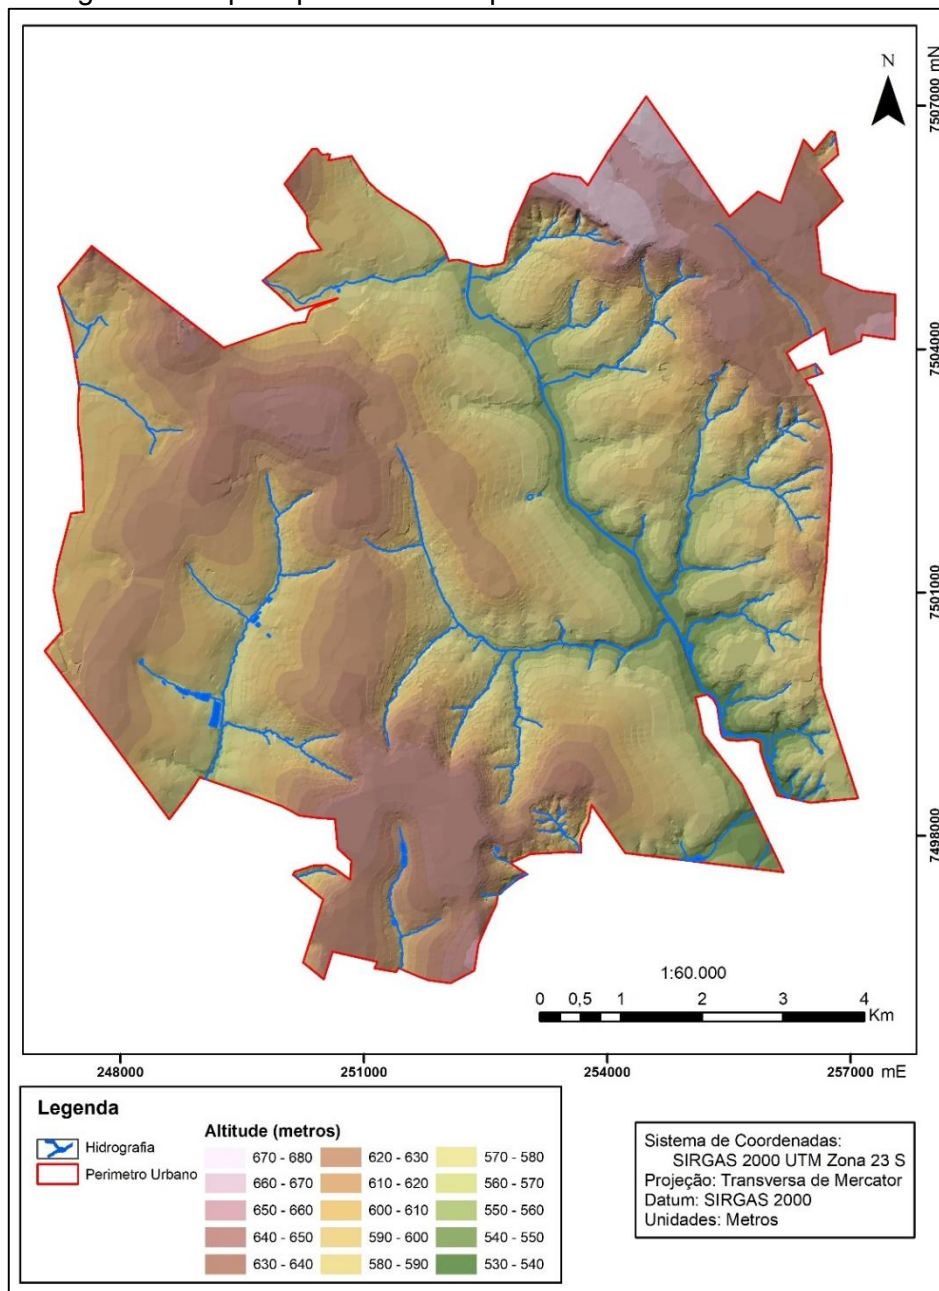 N
7507000 mN
7504000
7501000
7498000
1:60.000
0 0,5 1 2 3 4
Km
248000 251000 254000 257000 mE
Legenda
Hidrografia
Perimetro Urbano
Altitude (metros)
670 - 680 620 - 630 570 - 580
660 - 670 610 - 620 560 - 570
650 - 660 600 - 610 550 - 560
640 - 650 590 - 600 540 - 550
630 - 640 580 - 590 530 - 540
Sistema de Coordenadas:
SIRGAS 2000 UTM Zona 23 S
Projeção: Transversa de Mercator
Datum: SIRGAS 2000
Unidades: Metros